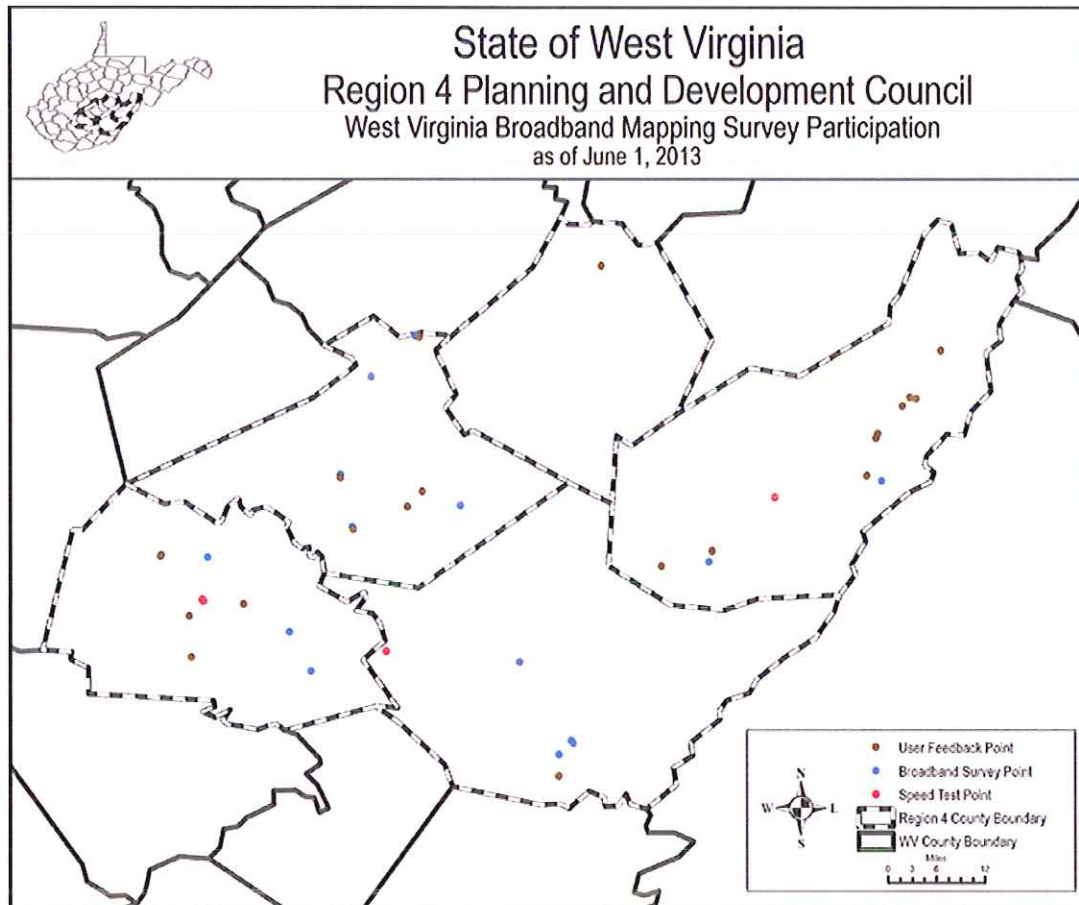 State of West Virginia
Region 4 Planning and Development Council
West Virginia Broadband Mapping Survey Participation
as of June 1, 2013
User Feedback Point
Broadband Survey Point
Speed Test Point
Region 4 County Boundary
WV County Boundary
Miles
0 3 6 12
N
W
S